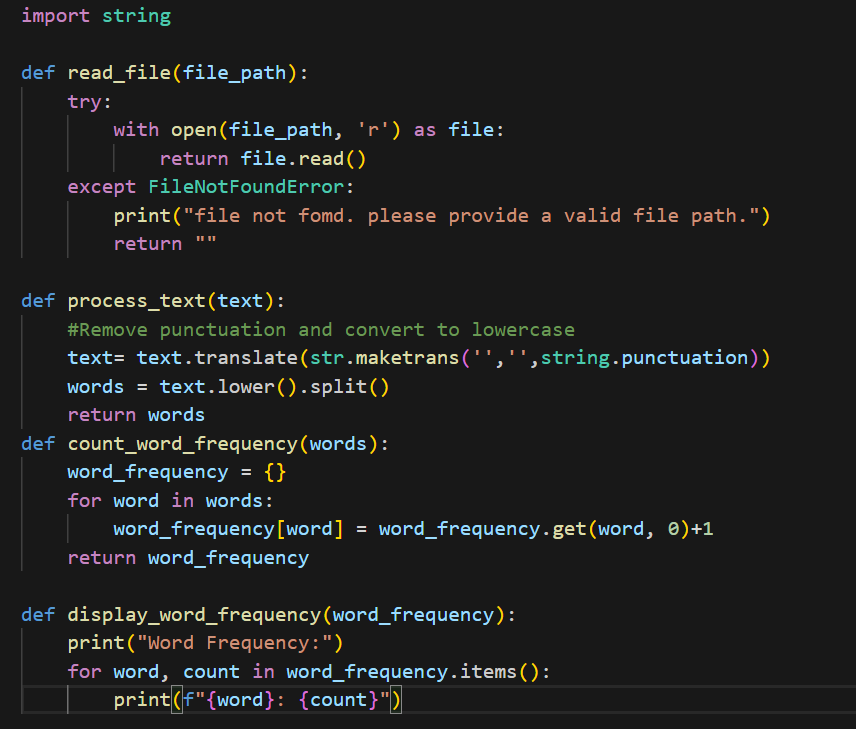 import string
def read_file(file_path):
    try:
        with open(file_path, 'r') as file:
            return file.read()
    except FileNotFoundError:
        print("file not fomd. please provide a valid file path.")
        return ""
def process_text(text):
    #Remove punctuation and convert to lowercase
    text= text.translate(str.maketrans('','',string.punctuation))
    words = text.lower().split()
    return words
def count_word_frequency(words):
    word_frequency = {}
    for word in words:
        word_frequency[word] = word_frequency.get(word, 0)+1
    return word_frequency
def display_word_frequency(word_frequency):
    print("Word Frequency:")
    for word, count in word_frequency.items():
        print(f"{word}: {count}")